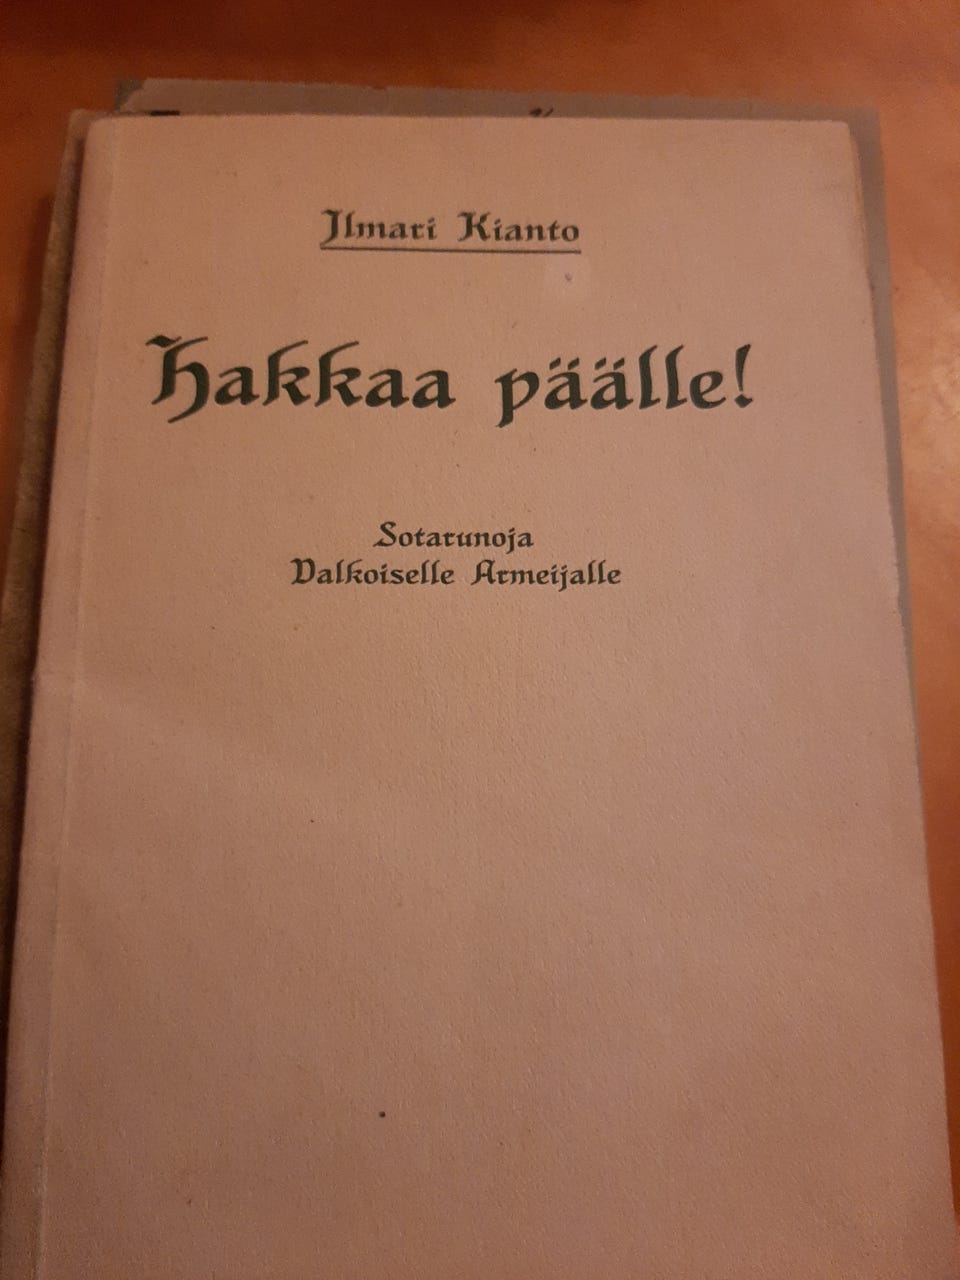 Ilmari Kianto
Hakkaa päälle!
Sotarunoja
Valkoiselle Armeijalle